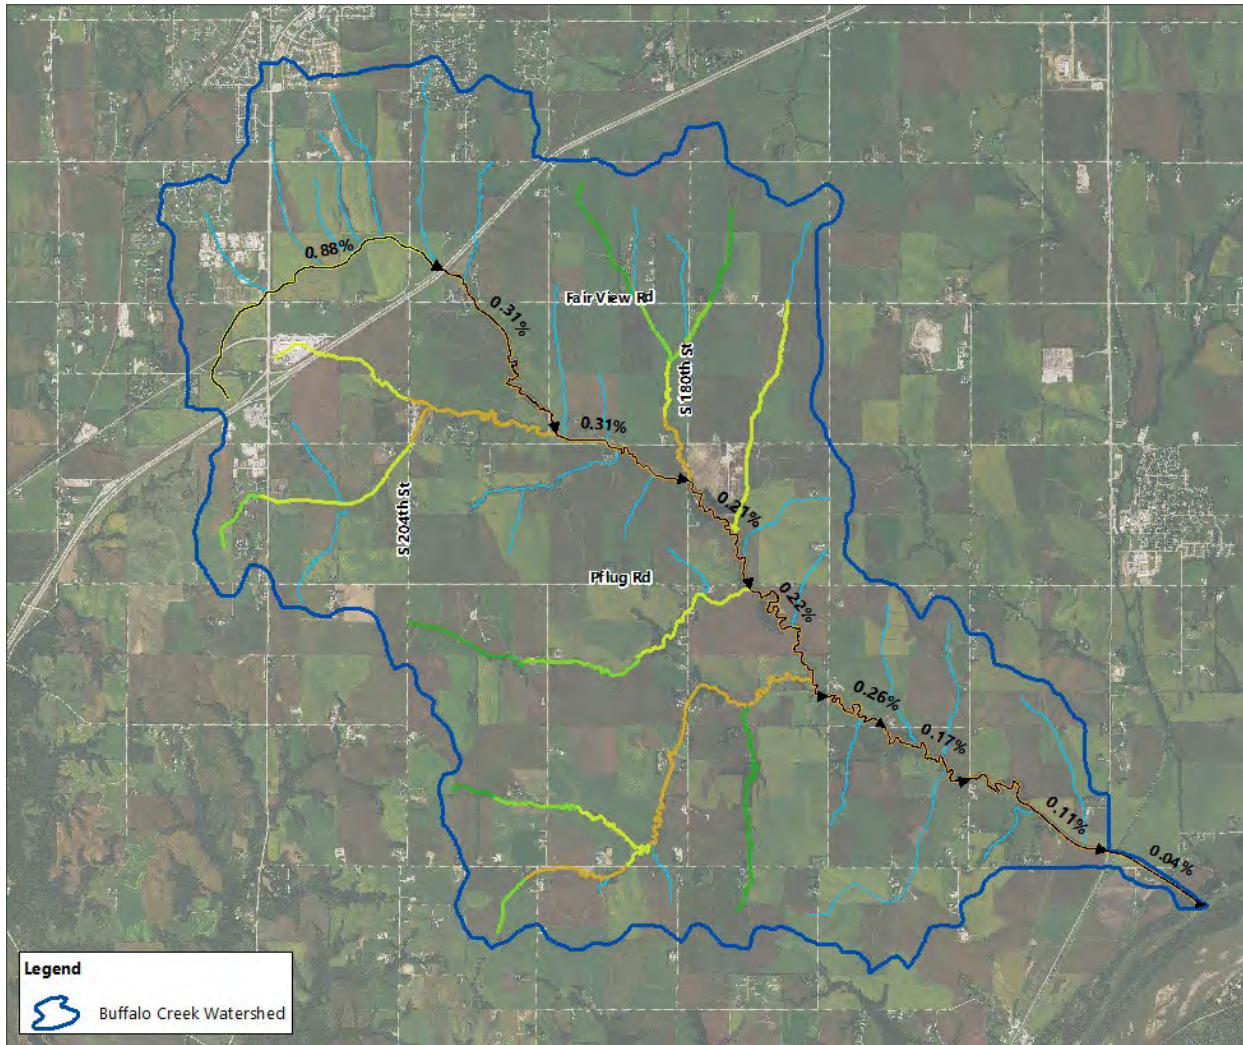 0.88%
Fair View Rd
0.31%
S 180th St
0.31%
S 204th St
0.21%
Pflug Rd
0.22%
0.26%
0.17%
0.11%
0.04%
Legend
Buffalo Creek Watershed